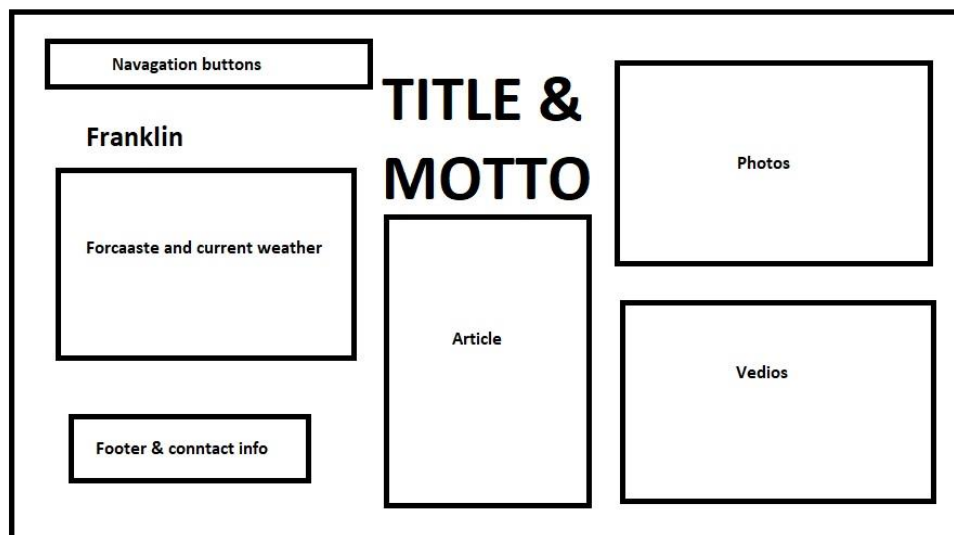 Navagation buttons
TITLE &
MOTTO
Franklin
Photos
Forcaaste and current weather
Article
Vedios
Footer & conntact info